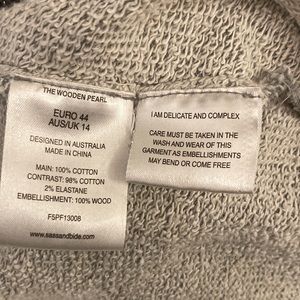 THE WOODEN PEARL
EURO 44
AUS/UK 14
DESIGNED IN AUSTRALIA
MADE IN CHINA
MAIN: 100% COTTON
CONTRAST: 98% COTTON
2% ELASTANE
EMBELLISHMENT: 100% WOOD
F5PF13008
www.sassandbide.com
I AM DELICATE AND COMPLEX
CARE MUST BE TAKEN IN THE
WASH AND WEAR OF THIS
GARMENT AS EMBELLISHMENTS
MAY BEND OR COME FREE